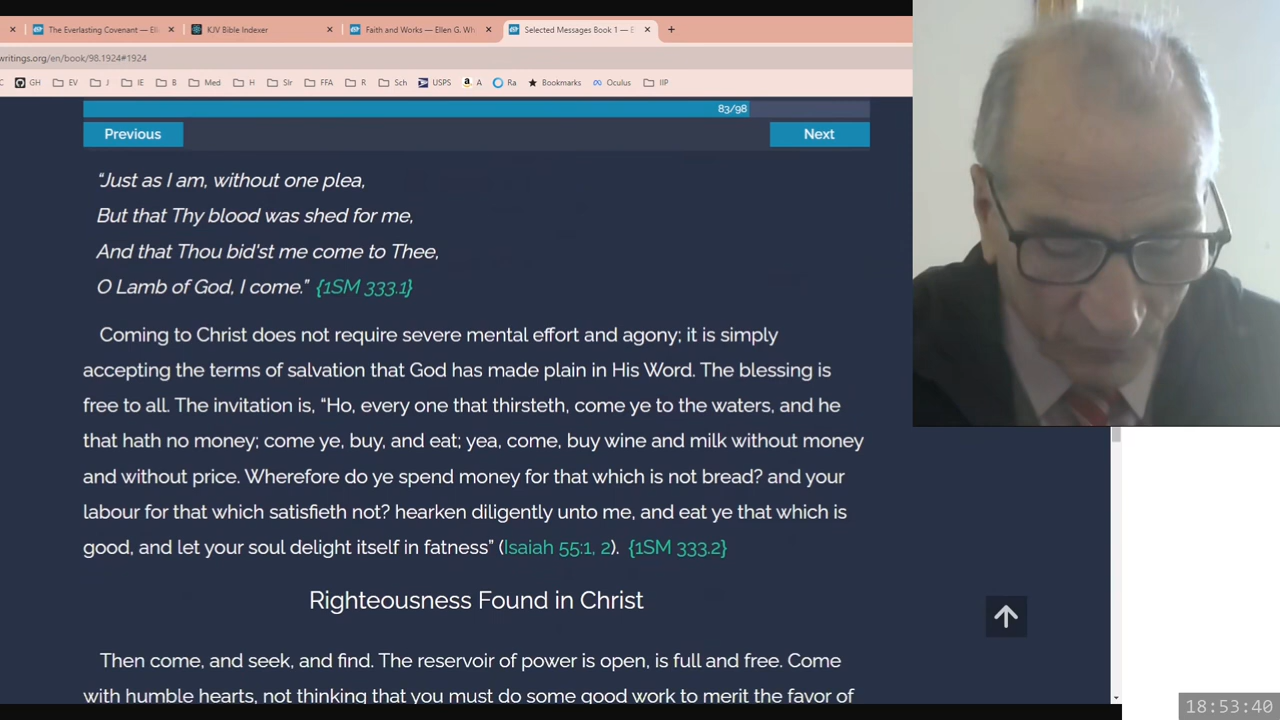 The Everlasting Covenant — Ell
KJV Bible Indexer
Faith and Works — Ellen G. Wh
Selected Messages Book 1 — E
writings.org/en/book/98.1924#1924
GH EV J IE B Med H Slr FFA R Sch USPS A Ra Bookmarks Oculus IIP
83/98
Previous Next
“Just as I am, without one plea,
But that Thy blood was shed for me,
And that Thou bid'st me come to Thee,
O Lamb of God, I come.” {1SM 333.1}
Coming to Christ does not require severe mental effort and agony; it is simply
accepting the terms of salvation that God has made plain in His Word. The blessing is
free to all. The invitation is, “Ho, every one that thirsteth, come ye to the waters, and he
that hath no money; come ye, buy, and eat; yea, come, buy wine and milk without money
and without price. Wherefore do ye spend money for that which is not bread? and your
labour for that which satisfieth not? hearken diligently unto me, and eat ye that which is
good, and let your soul delight itself in fatness” (Isaiah 55:1, 2). {1SM 333.2}
Righteousness Found in Christ
Then come, and seek, and find. The reservoir of power is open, is full and free. Come
with humble hearts, not thinking that you must do some good work to merit the favor of
18:53:40